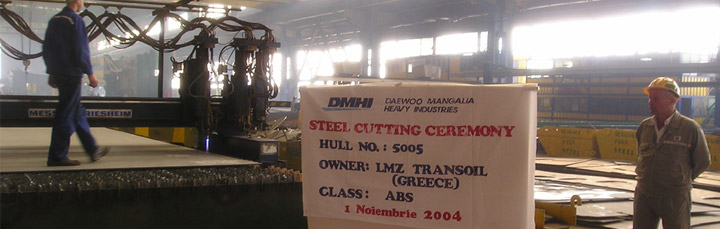 MESSER GRIESHEIM
DMHI DAEWOO MANGALIA
HEAVY INDUSTRIES
STEEL CUTTING CEREMONY
HULL NO. : 5005
OWNER: LMZ TRANSOIL
(GREECE)
CLASS: ABS
1 Noiembrie 2004